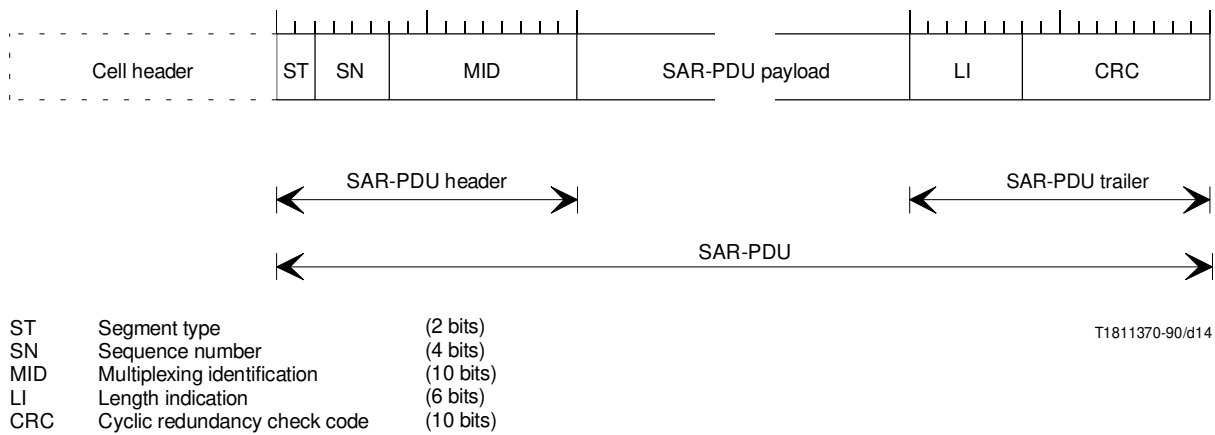 Cell header ST SN MID SAR-PDU payload LI CRC
SAR-PDU header SAR-PDU trailer
SAR-PDU
ST Segment type (2 bits)
SN Sequence number (4 bits)
MID Multiplexing identification (10 bits)
LI Length indication (6 bits)
CRC Cyclic redundancy check code (10 bits)
T1811370-90/d14